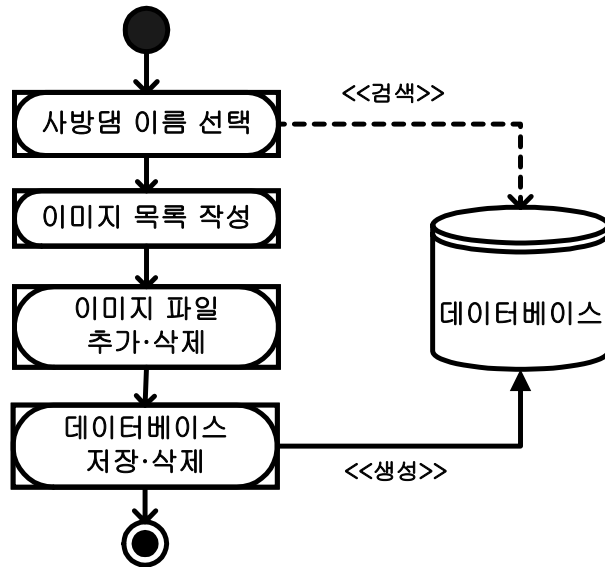 사방댐 이름 선택
<<검색>>
이미지 목록 작성
이미지 파일
추가·삭제
데이터베이스
데이터베이스
저장·삭제
<<생성>>